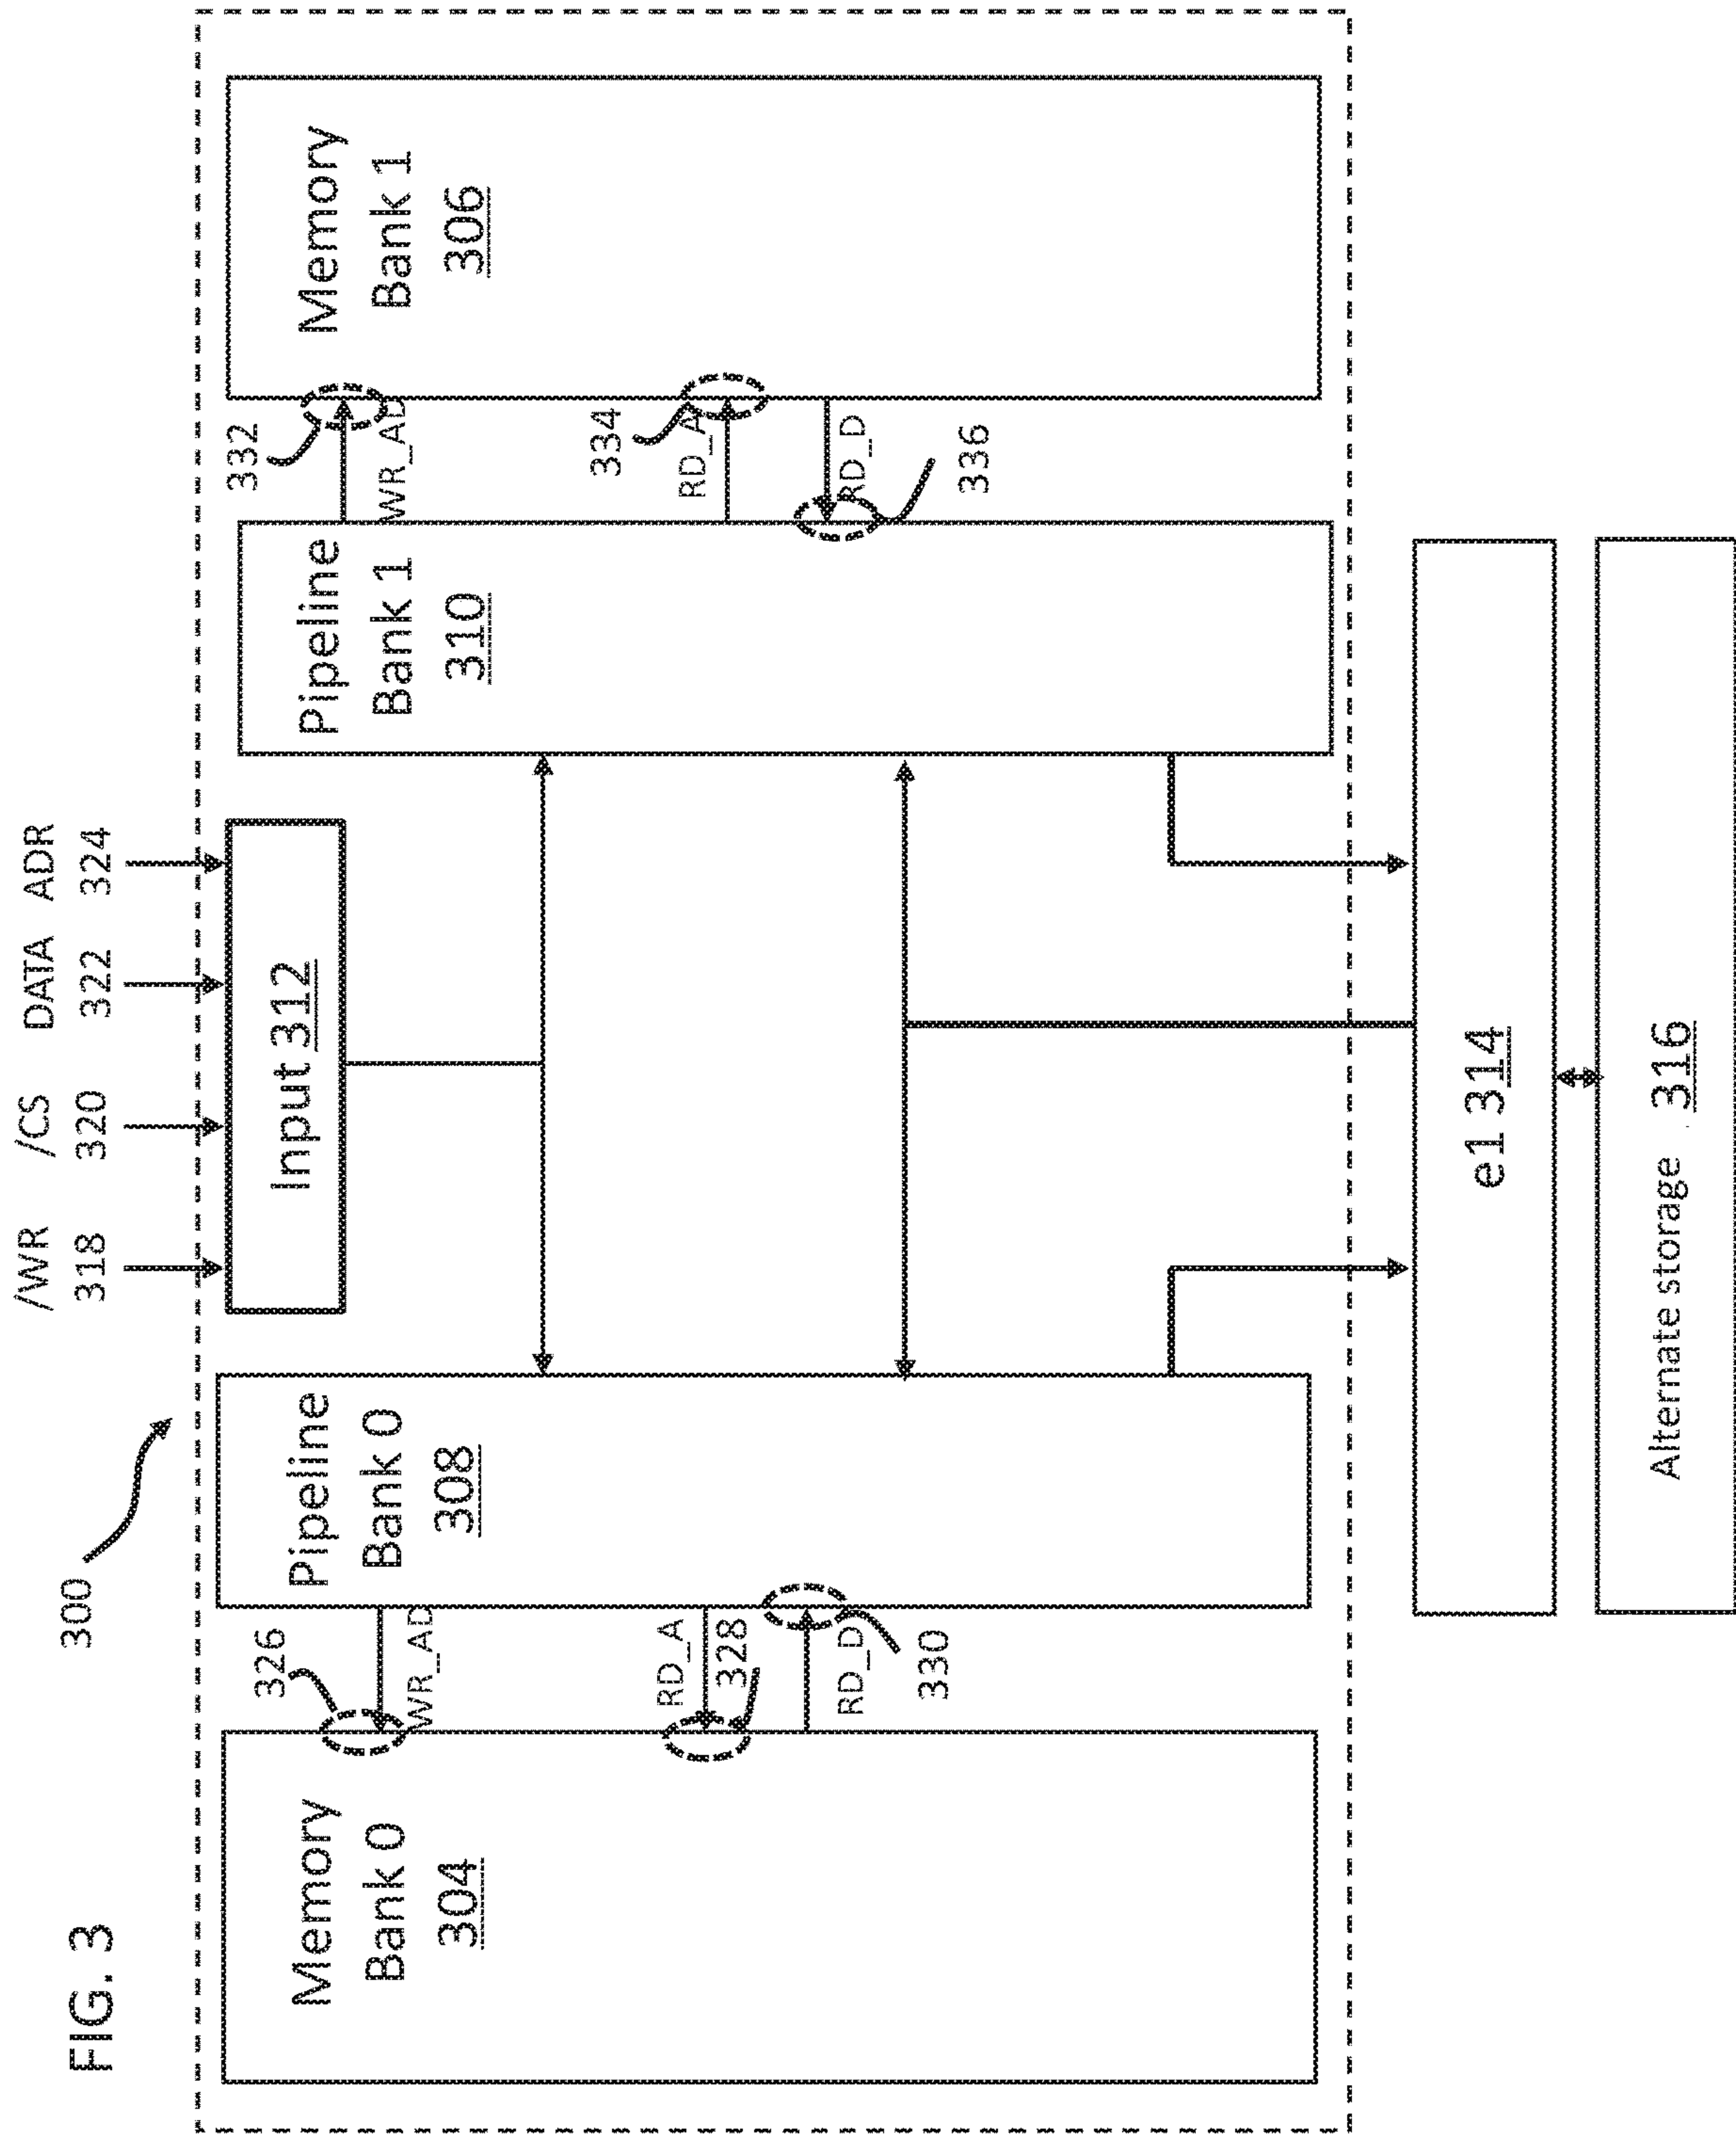 FIG. 3
300
/WR
/CS
DATA
ADR
318
320
322
324
Memory
Bank 0
304
326
WR_AD
RD_A
328
RD_D
330
Pipeline
Bank 0
308
Input 312
Pipeline
Bank 1
310
332
WR_AD
334
RD_A
RD_D
336
Memory
Bank 1
306
e1 314
Alternate storage 316